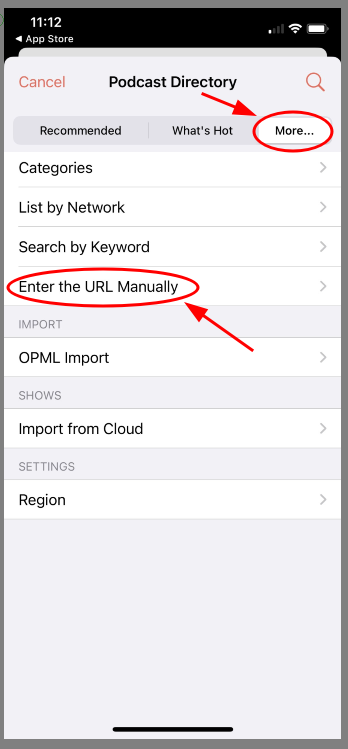 11:12
◀ App Store
Cancel Podcast Directory
Recommended What's Hot More...
Categories
List by Network
Search by Keyword
Enter the URL Manually
IMPORT
OPML Import
SHOWS
Import from Cloud
SETTINGS
Region